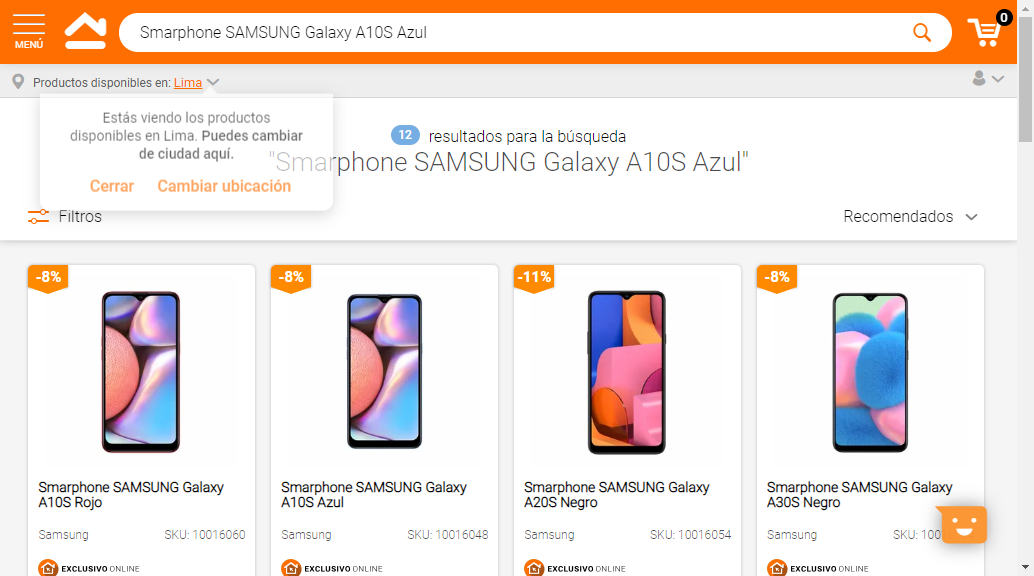 MENÚ
Smarphone SAMSUNG Galaxy A10S Azul
0
Productos disponibles en: Lima
Estás viendo los productos
disponibles en Lima. Puedes cambiar
de ciudad aquí.
Cerrar Cambiar ubicación
12 resultados para la búsqueda
"Smarphone SAMSUNG Galaxy A10S Azul"
Filtros
Recomendados
-8%
-8%
-11%
-8%
Smarphone SAMSUNG Galaxy
A10S Rojo
Samsung SKU: 10016060
EXCLUSIVO ONLINE
Smarphone SAMSUNG Galaxy
A10S Azul
Samsung SKU: 10016048
EXCLUSIVO ONLINE
Smarphone SAMSUNG Galaxy
A20S Negro
Samsung SKU: 10016054
EXCLUSIVO ONLINE
Smarphone SAMSUNG Galaxy
A30S Negro
Samsung SKU:
EXCLUSIVO ONLINE